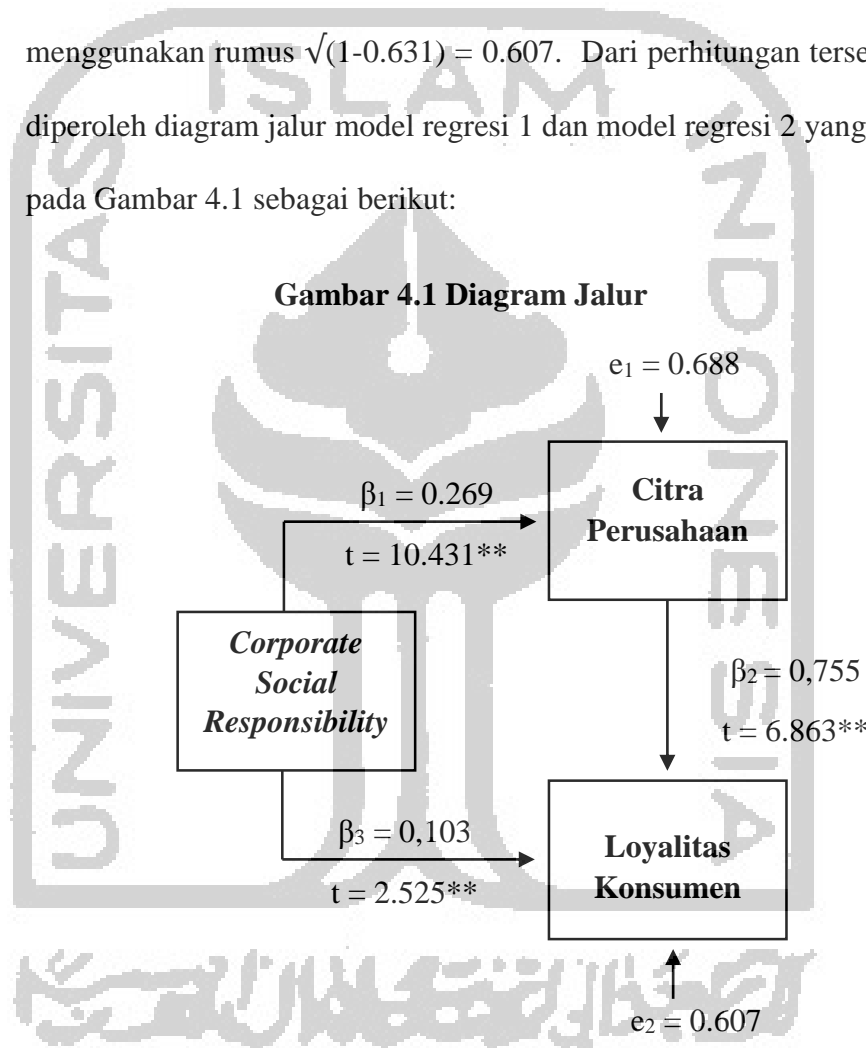 menggunakan rumus √(1-0.631) = 0.607. Dari perhitungan terse
diperoleh diagram jalur model regresi 1 dan model regresi 2 yang
pada Gambar 4.1 sebagai berikut:
Gambar 4.1 Diagram Jalur
e₁ = 0.688
β₁ = 0.269
t = 10.431**
Citra
Perusahaan
Corporate
Social
Responsibility
β₂ = 0,755
t = 6.863**
β₃ = 0,103
t = 2.525**
Loyalitas
Konsumen
e₂ = 0.607
UNIVERSITAS
ISLAM
INDONESIA